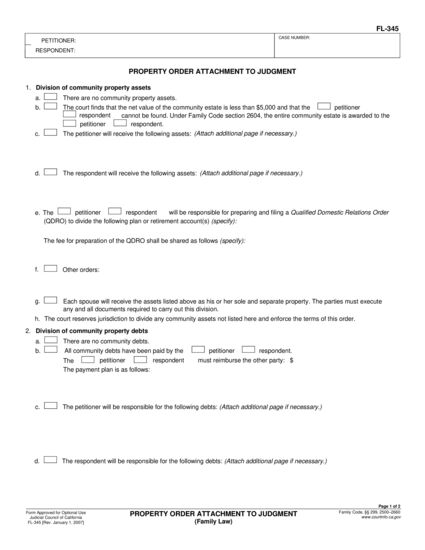 FL-345
PETITIONER:
CASE NUMBER:
RESPONDENT:
PROPERTY ORDER ATTACHMENT TO JUDGMENT
1. Division of community property assets
a. There are no community property assets.
b. The court finds that the net value of the community estate is less than $5,000 and that the petitioner
respondent cannot be found. Under Family Code section 2604, the entire community estate is awarded to the
petitioner respondent.
c. The petitioner will receive the following assets: (Attach additional page if necessary.)
d. The respondent will receive the following assets: (Attach additional page if necessary.)
e. The petitioner respondent will be responsible for preparing and filing a Qualified Domestic Relations Order
(QDRO) to divide the following plan or retirement account(s) (specify):
The fee for preparation of the QDRO shall be shared as follows (specify):
f. Other orders:
g. Each spouse will receive the assets listed above as his or her sole and separate property. The parties must execute
any and all documents required to carry out this division.
h. The court reserves jurisdiction to divide any community assets not listed here and enforce the terms of this order.
2. Division of community property debts
a. There are no community debts.
b. All community debts have been paid by the petitioner respondent.
The petitioner respondent must reimburse the other party: $
The payment plan is as follows:
c. The petitioner will be responsible for the following debts: (Attach additional page if necessary.)
d. The respondent will be responsible for the following debts: (Attach additional page if necessary.)
Page 1 of 2
Form Approved for Optional Use
Judicial Council of California
FL-345 [Rev. January 1, 2007]
PROPERTY ORDER ATTACHMENT TO JUDGMENT
(Family Law)
Family Code, §§ 299, 2500–2660
www.courtinfo.ca.gov